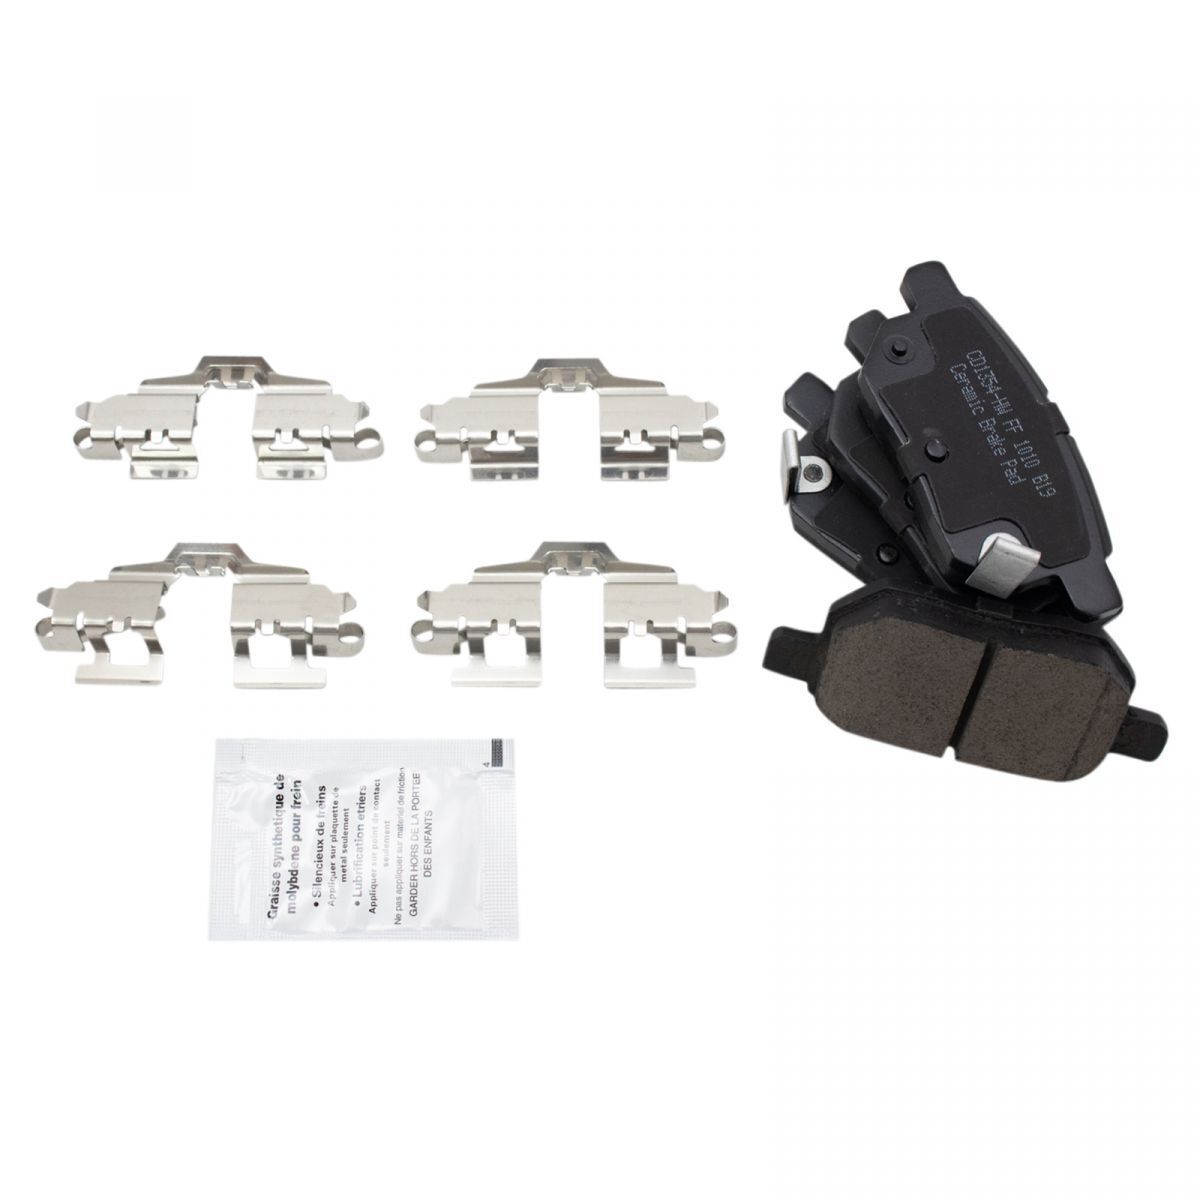 CD1354-HW FF 1010 B19
Ceramic Brake Pad
4
Graisse synthetique de
molybdene pour frein
• Silencieux de freins
Appliquer sur plaquette de
metal seulement
• Lubrification etriers
Appliquer sur point de contact
seulement
Ne pas appliquer sur materiel de friction
GARDER HORS DE LA PORTEE
DES ENFANTS